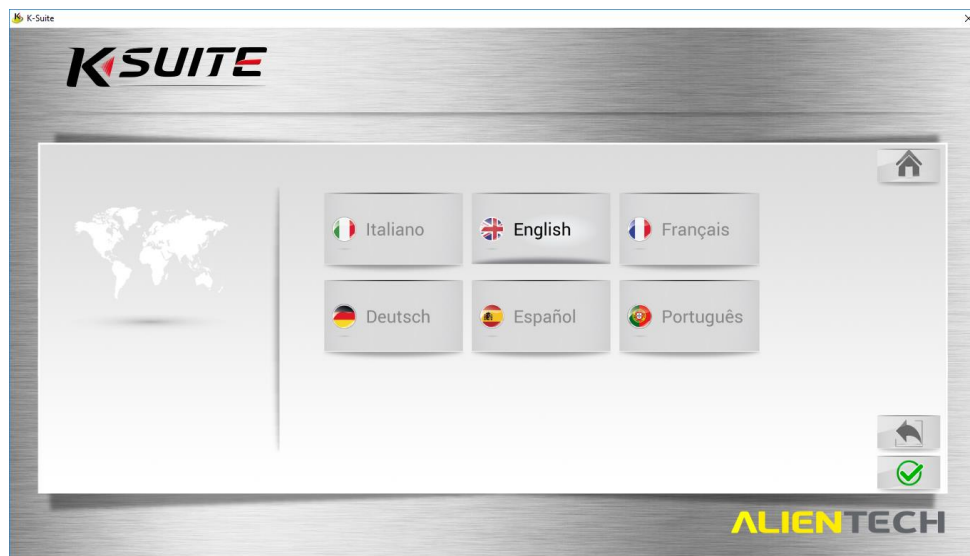 K-Suite
KSUITE
Italiano English Français
Deutsch Español Português
ALIENTECH